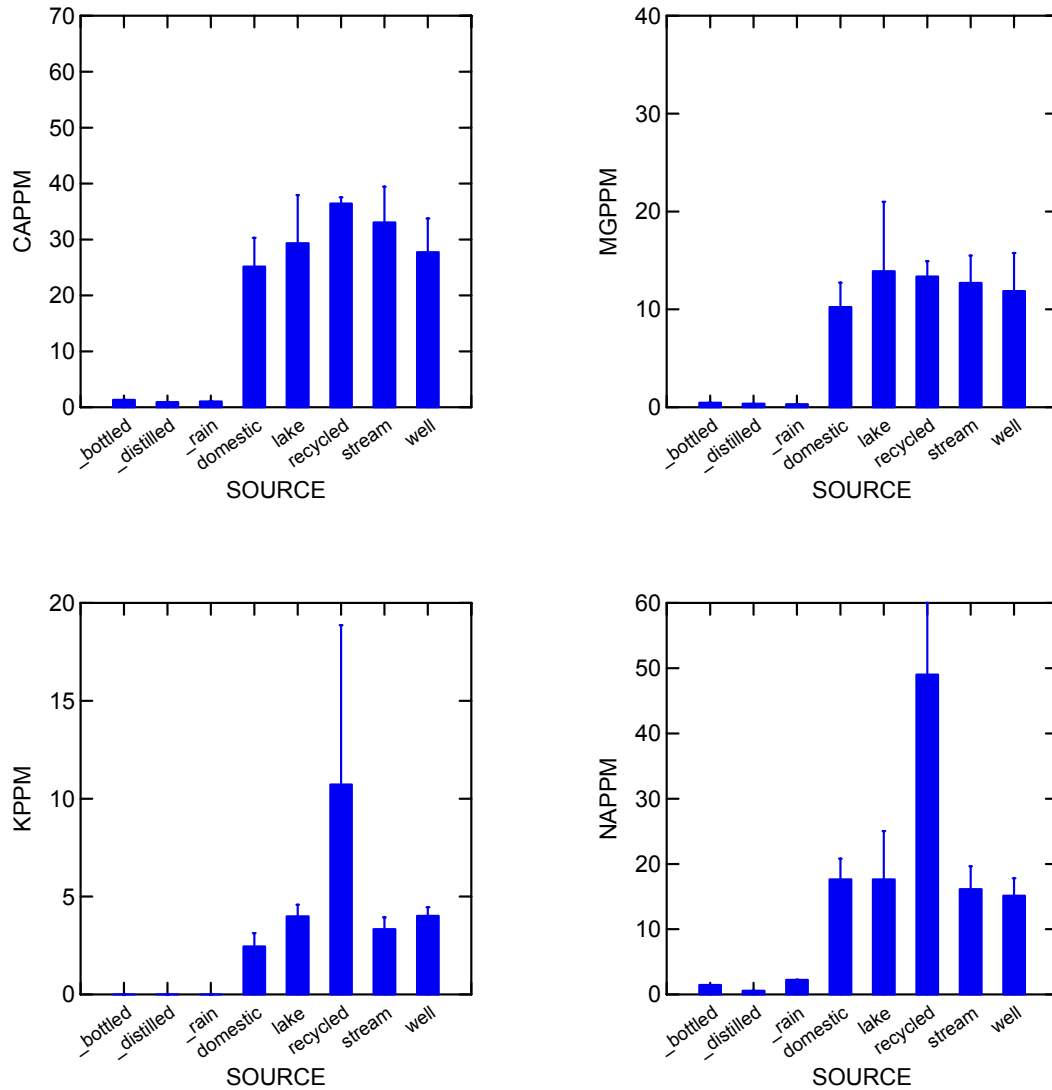 70
60
50
40
30
20
10
0
CAPPM
_bottled
_distilled
_rain
domestic
lake
recycled
stream
well
SOURCE
40
30
20
10
0
MGPPM
_bottled
_distilled
_rain
domestic
lake
recycled
stream
well
SOURCE
20
15
10
5
0
KPPM
_bottled
_distilled
_rain
domestic
lake
recycled
stream
well
SOURCE
60
50
40
30
20
10
0
NAPPM
_bottled
_distilled
_rain
domestic
lake
recycled
stream
well
SOURCE